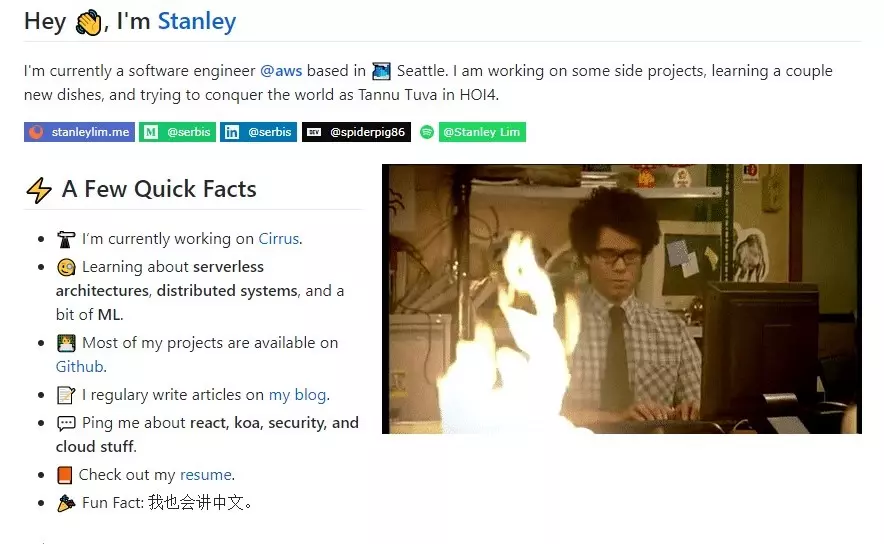 Hey 👋, I'm Stanley
I'm currently a software engineer @aws based in Seattle. I am working on some side projects, learning a couple
new dishes, and trying to conquer the world as Tannu Tuva in HOI4.
stanleylim.me @serbis @serbis @spiderpig86 @Stanley Lim
⚡ A Few Quick Facts
I'm currently working on Cirrus.
Learning about serverless
architectures, distributed systems, and a
bit of ML.
Most of my projects are available on
Github.
I regulary write articles on my blog.
Ping me about react, koa, security, and
cloud stuff.
Check out my resume.
Fun Fact: 我也会讲中文。